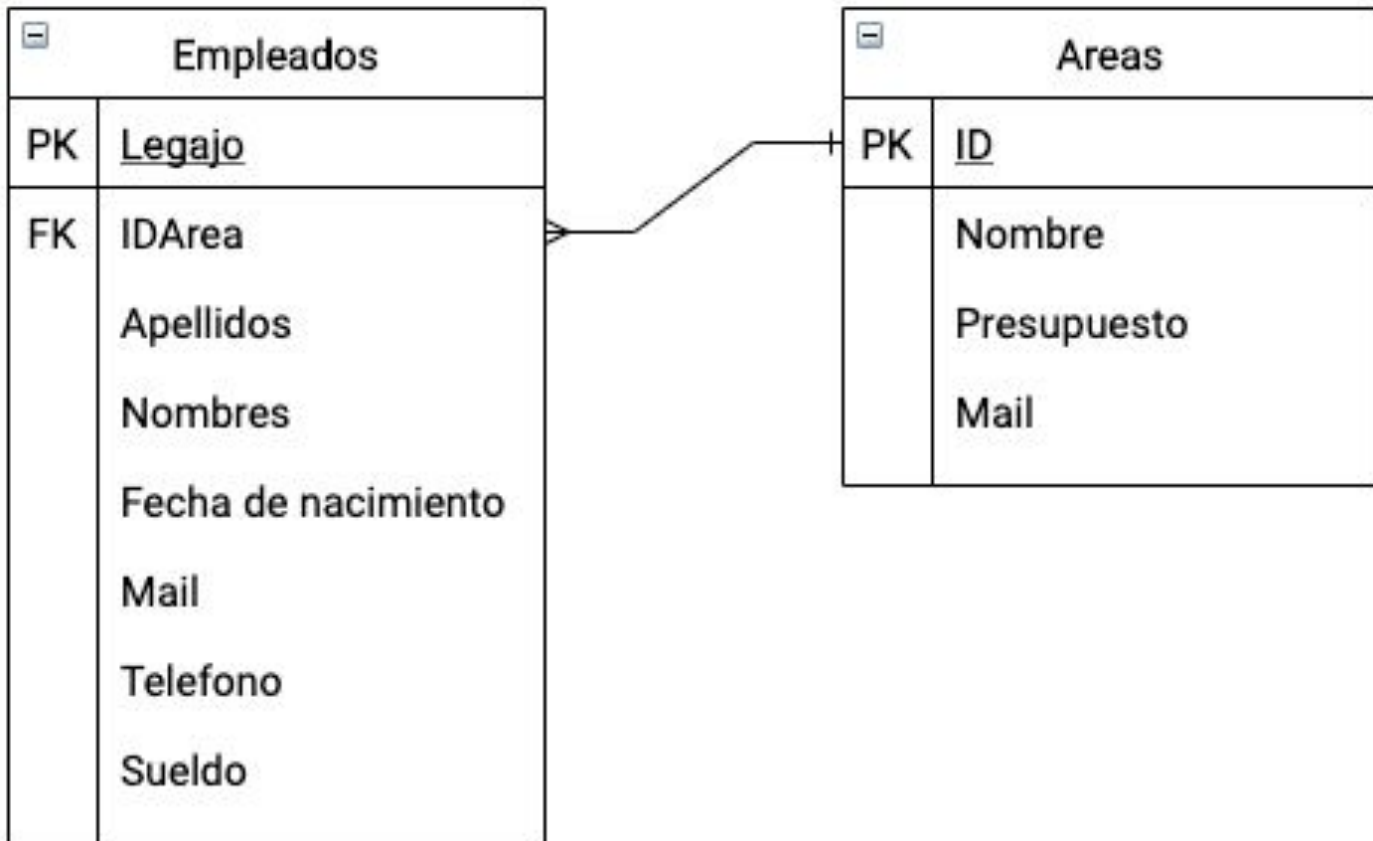 Empleados
PK Legajo
FK IDArea
Apellidos
Nombres
Fecha de nacimiento
Mail
Telefono
Sueldo
Areas
PK ID
Nombre
Presupuesto
Mail